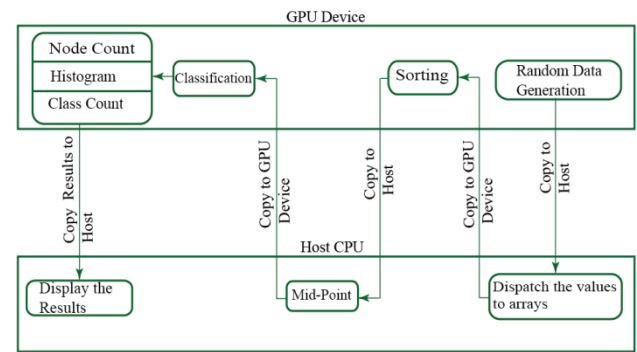 GPU Device
Node Count
Histogram
Class Count
Classification
Sorting
Random Data
Generation
Copy Results to
Host
Copy to GPU
Device
Copy to
Host
Copy to GPU
Device
Copy to
Host
Host CPU
Display the
Results
Mid-Point
Dispatch the values
to arrays